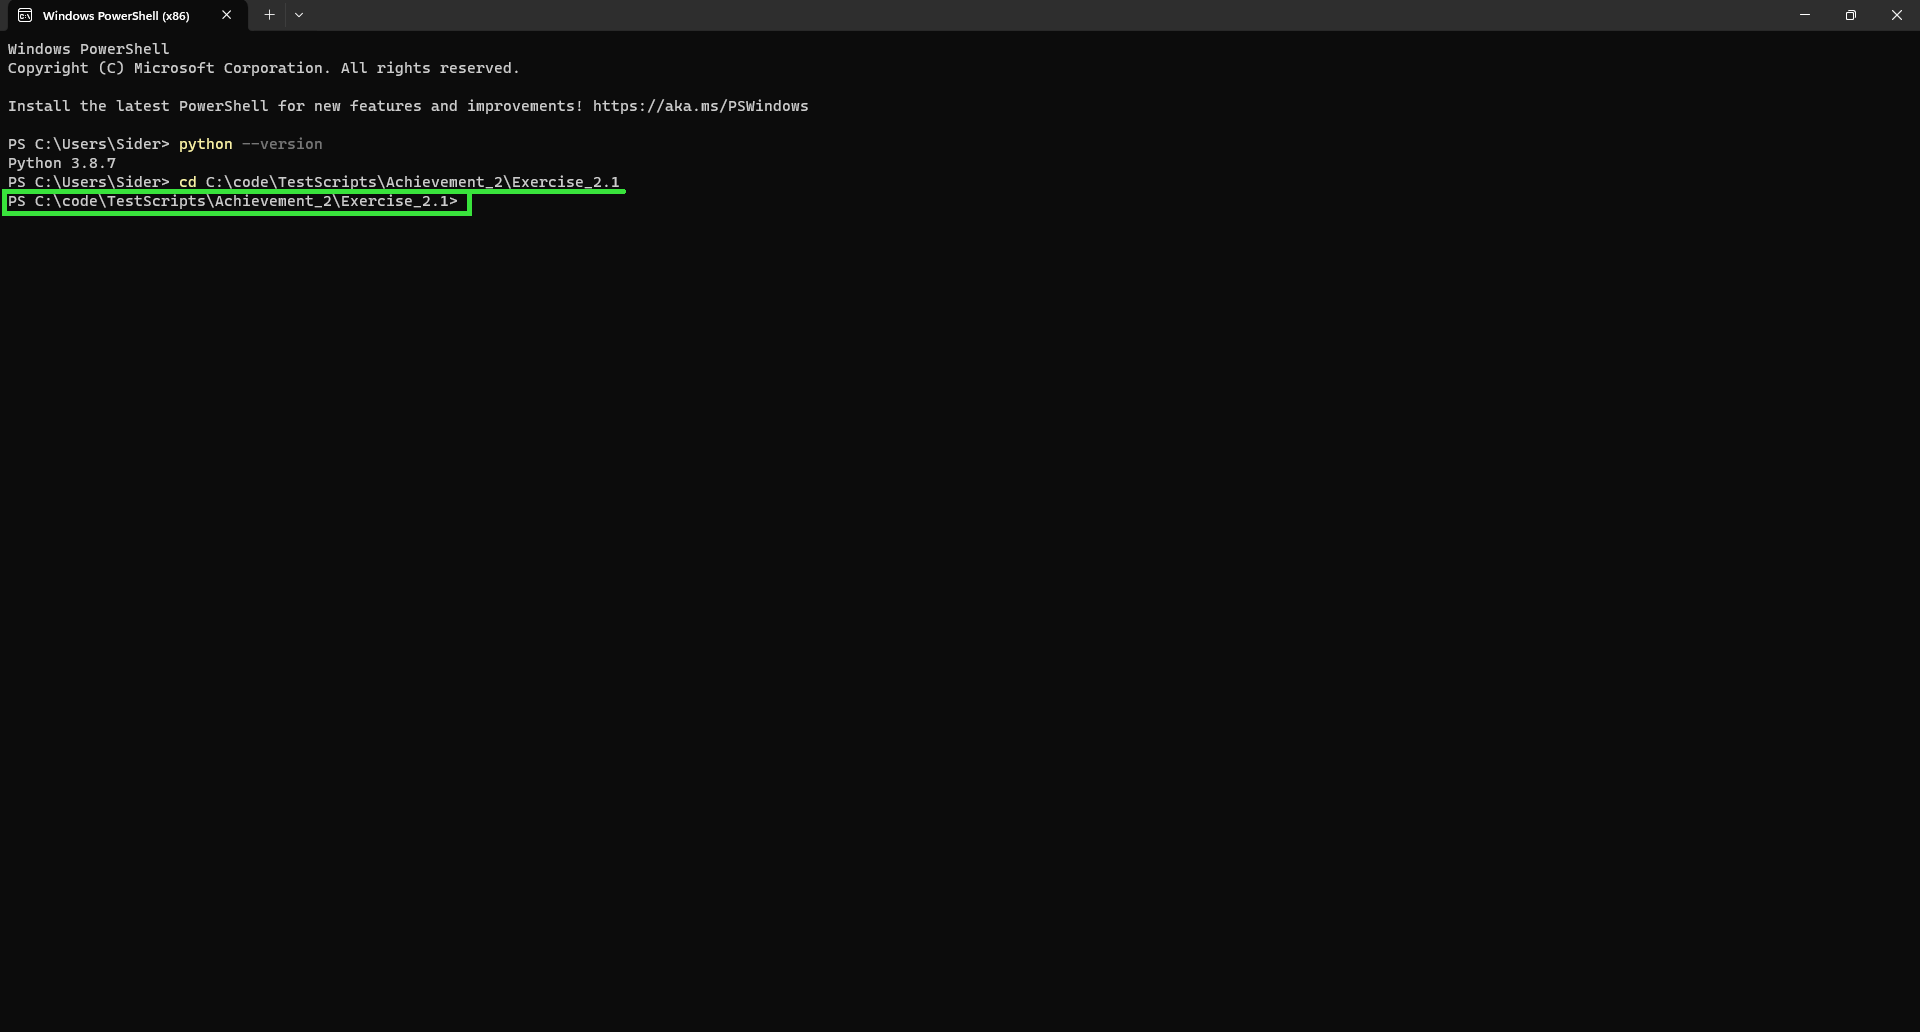 Windows PowerShell (x86)
Windows PowerShell
Copyright (C) Microsoft Corporation. All rights reserved.
Install the latest PowerShell for new features and improvements! https://aka.ms/PSWindows
PS C:\Users\Sider> python --version
Python 3.8.7
PS C:\Users\Sider> cd C:\code\TestScripts\Achievement_2\Exercise_2.1
PS C:\code\TestScripts\Achievement_2\Exercise_2.1>